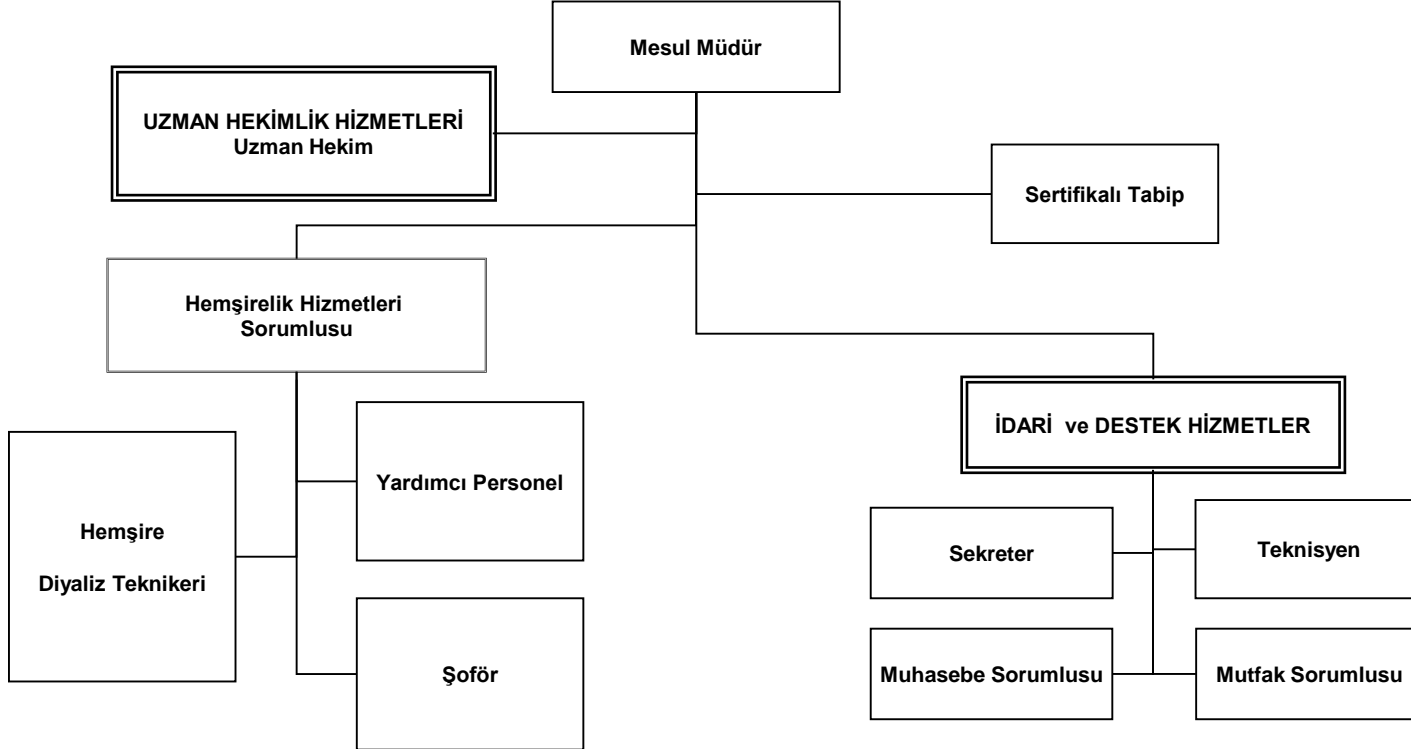 Mesul Müdür
UZMAN HEKİMLİK HİZMETLERİ
Uzman Hekim
Sertifikalı Tabip
Hemşirelik Hizmetleri
Sorumlusu
İDARİ ve DESTEK HİZMETLER
Yardımcı Personel
Hemşire
Diyaliz Teknikeri
Sekreter
Teknisyen
Şoför
Muhasebe Sorumlusu
Mutfak Sorumlusu